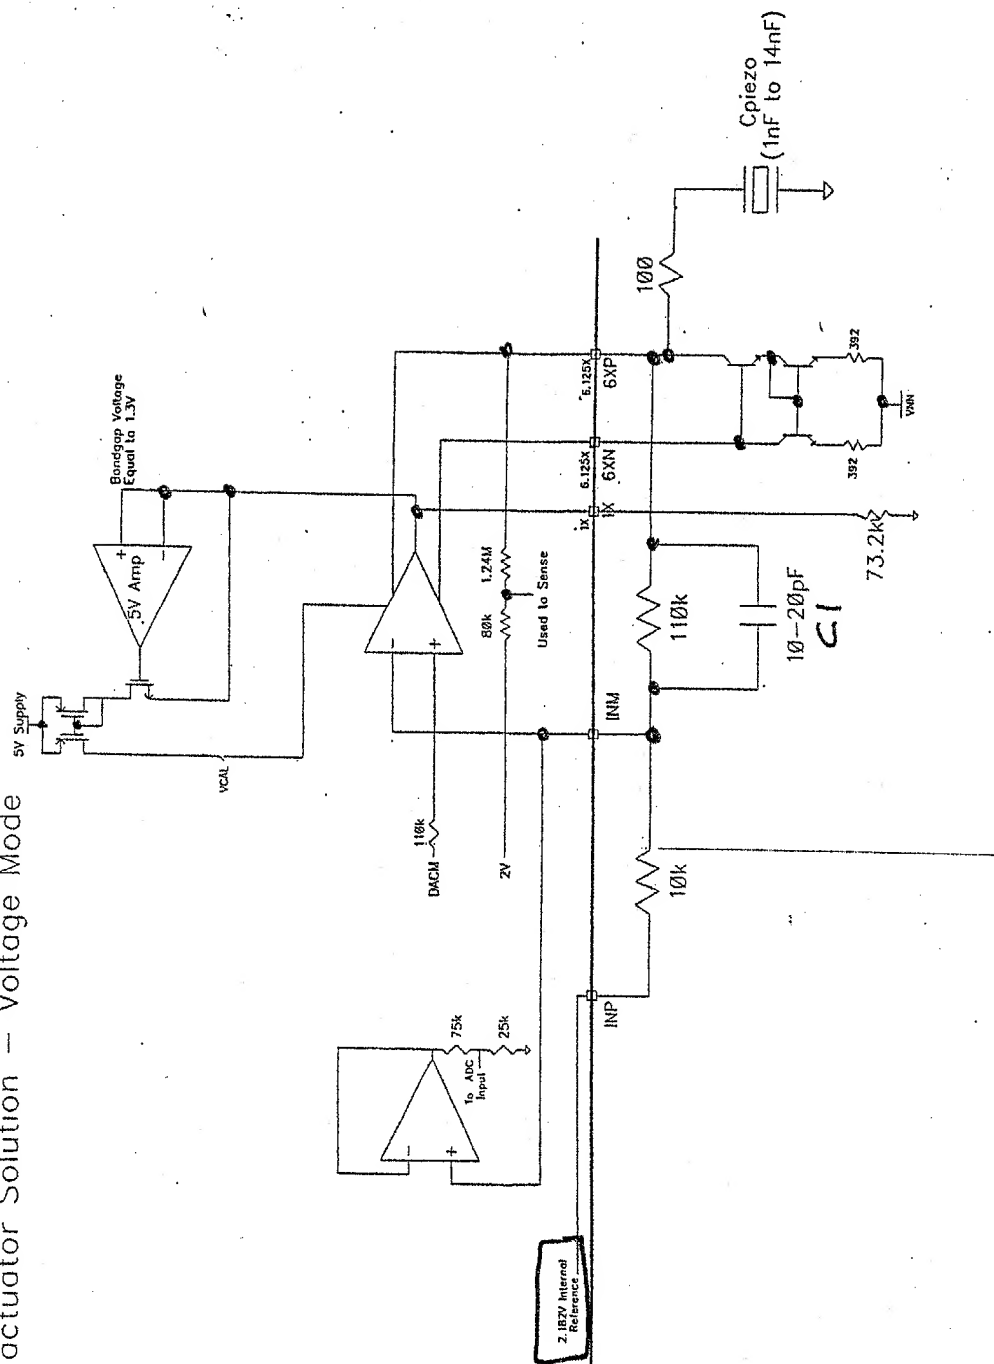 actuator Solution – Voltage Mode
5V Supply
Bandgap Voltage
Equal to 1.3V
+
−
.5V Amp
VCAL
−
+
DACM
110k
2V
80k
1.24M
Used to Sense
−
+
75k
To ADC
Input
25k
2.182V Internal
Reference
INP
INM
1X
1X
6.125X
6XN
6.125X
6XP
10k
110k
10–20pF
C1
73.2k
100
Cpiezo
(1nF to 14nF)
392
392
VNN